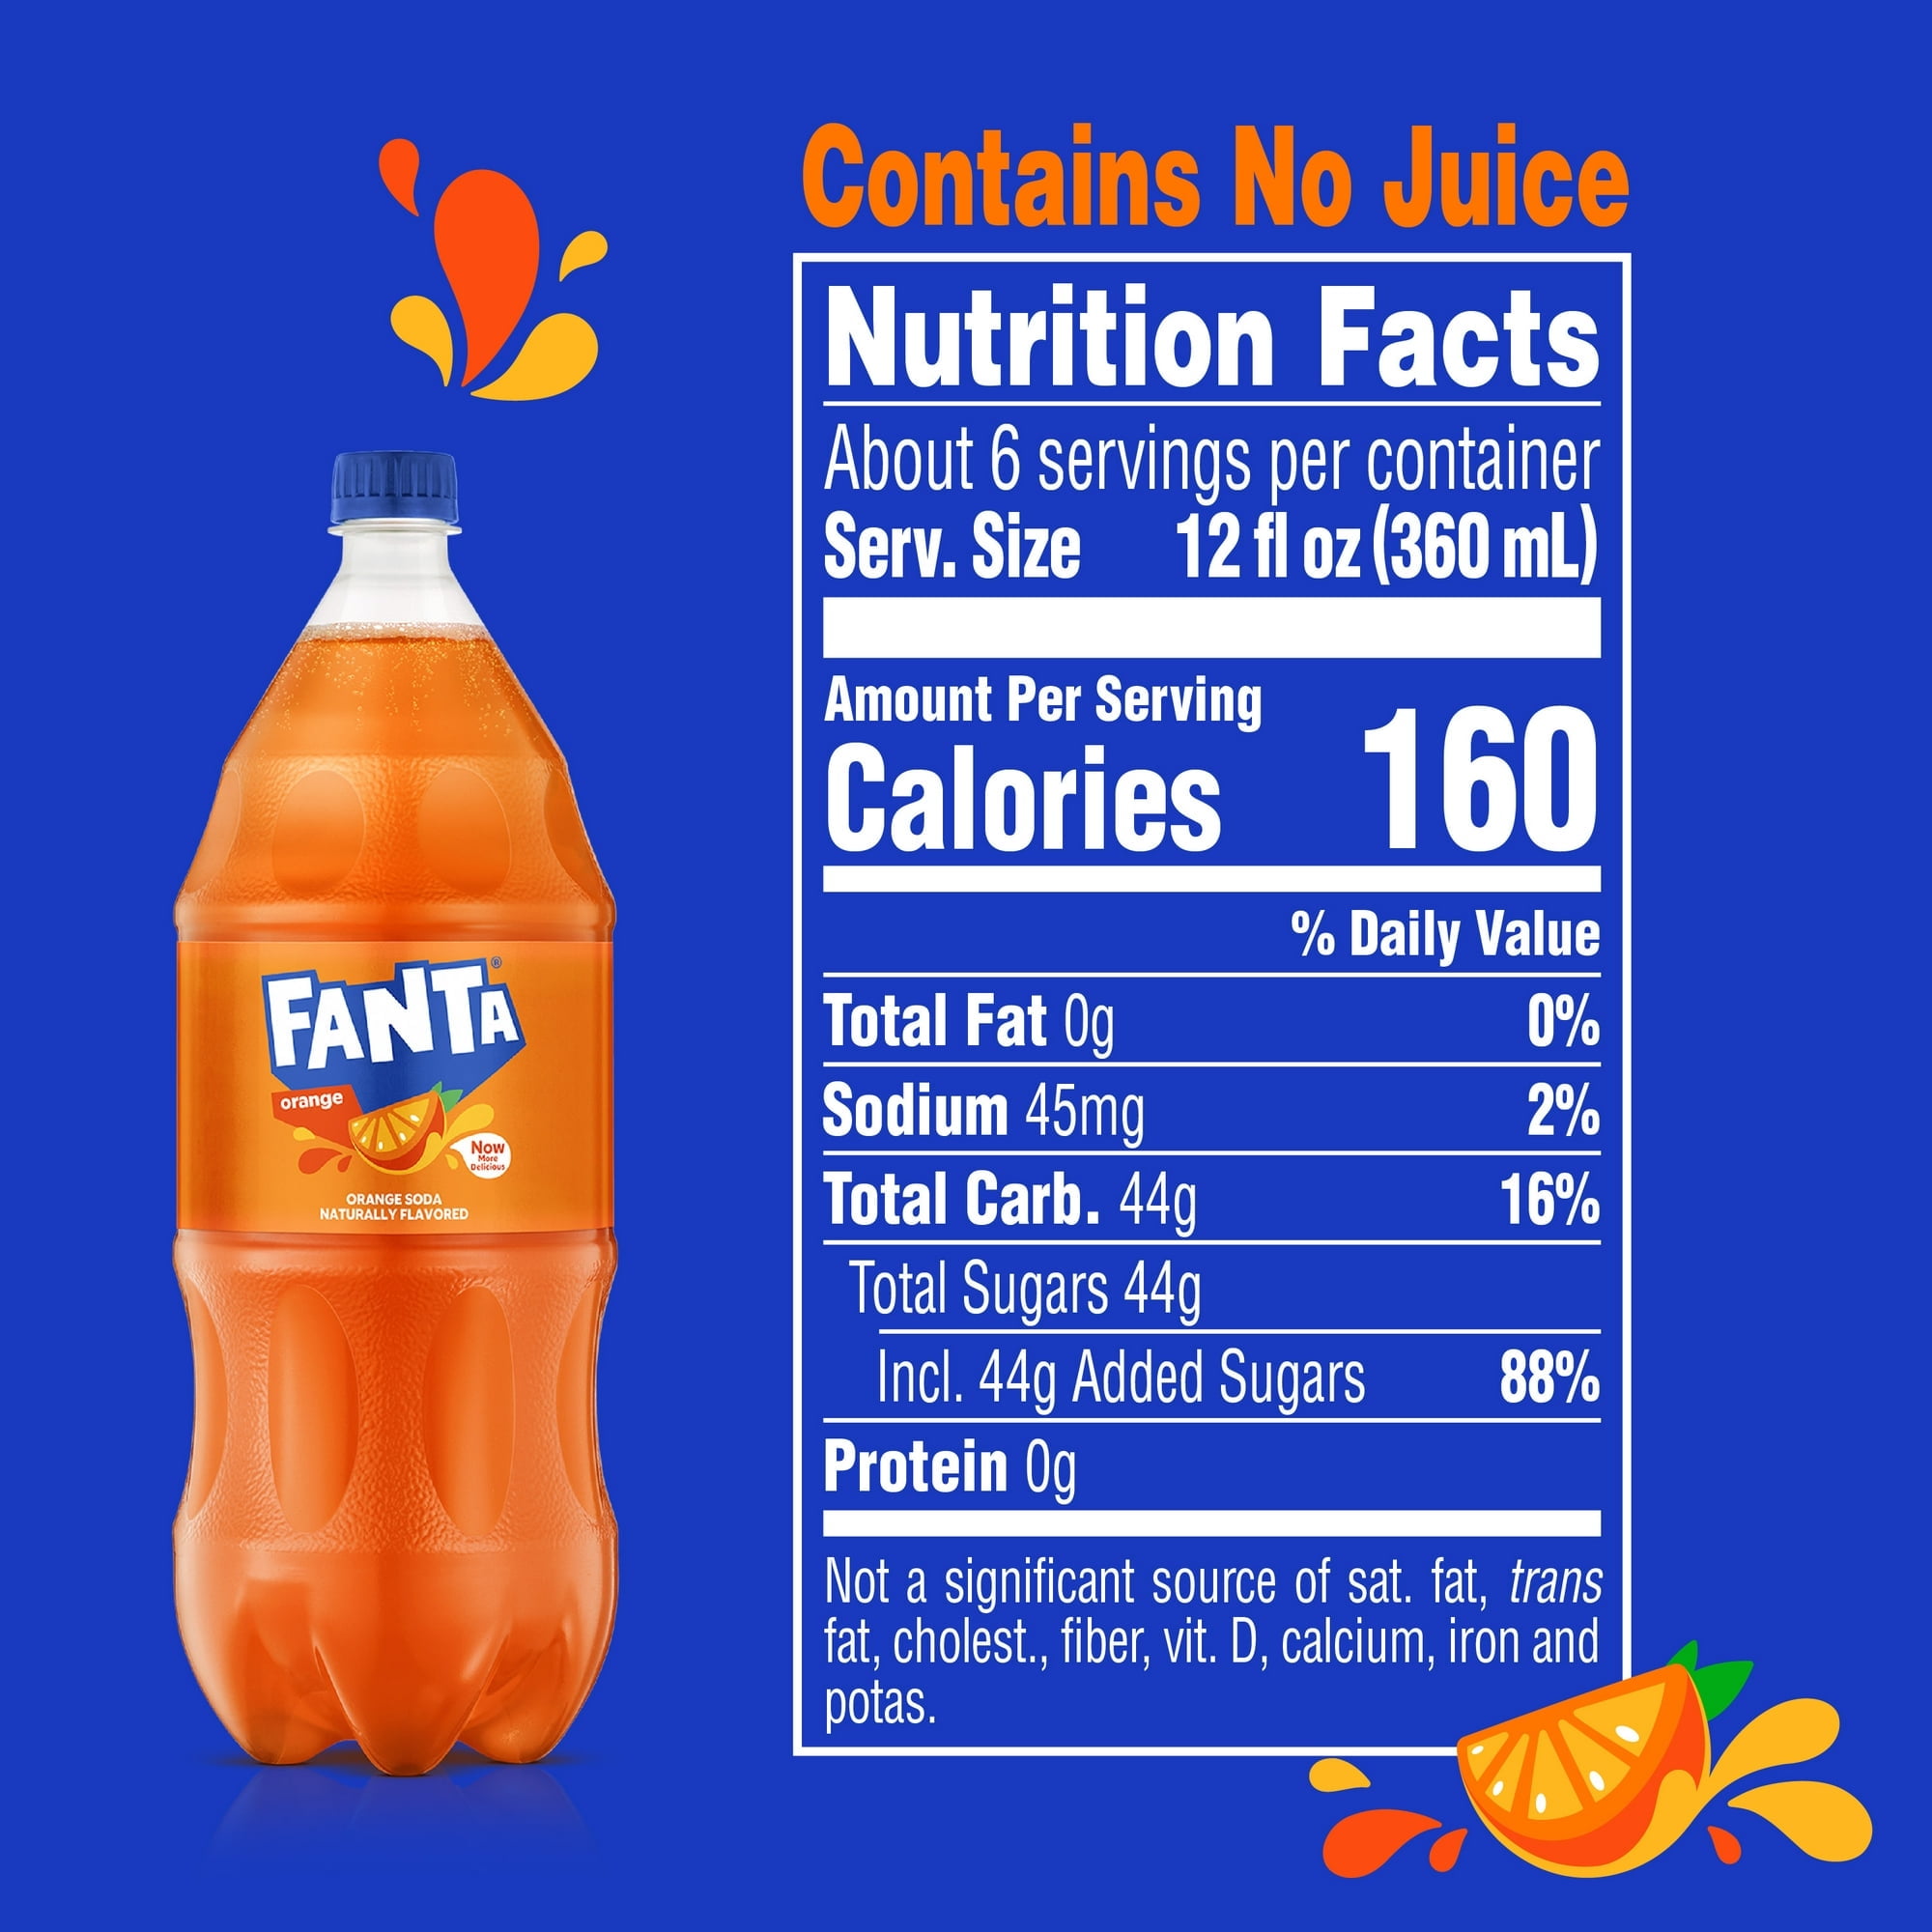 Contains No Juice
Nutrition Facts
About 6 servings per container
Serv. Size 12 fl oz (360 mL)
Amount Per Serving
Calories 160
% Daily Value
Total Fat 0g 0%
Sodium 45mg 2%
Total Carb. 44g 16%
Total Sugars 44g
Incl. 44g Added Sugars 88%
Protein 0g
Not a significant source of sat. fat, trans
fat, cholest., fiber, vit. D, calcium, iron and
potas.
FANTA®
orange
Now
More
Delicious
ORANGE SODA
NATURALLY FLAVORED